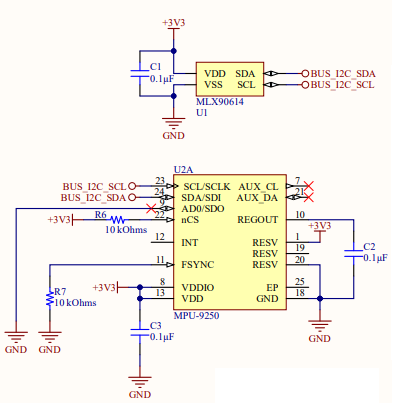 +3V3
C1
0.1µF
VDD SDA
VSS SCL
BUS_I2C_SDA
BUS_I2C_SCL
MLX90614
U1
GND
U2A
BUS_I2C_SCL 23 SCL/SCLK AUX_CL 7
BUS_I2C_SDA 24 SDA/SDI AUX_DA 21
9 AD0/SDO
+3V3 R6 22 nCS REGOUT 10
10 kOhms
+3V3
12 INT RESV 1
RESV 19
C2
0.1µF
11 FSYNC RESV 20
R7
10 kOhms
+3V3 8 VDDIO EP 25
13 VDD GND 18
MPU-9250
C3
0.1µF
GND GND GND
GND